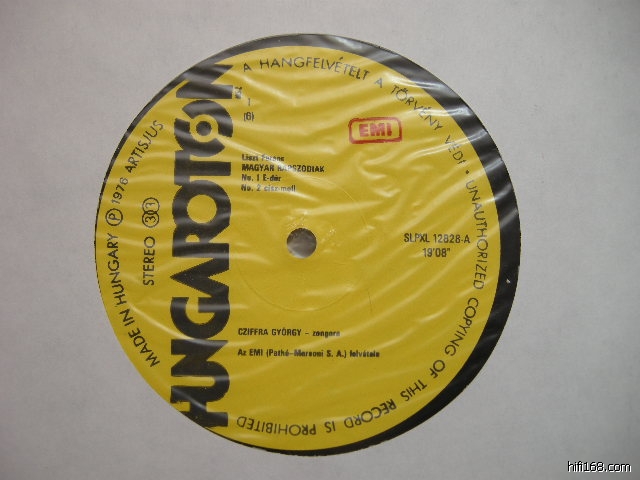 A HANGFELVÉTELT A TÖRVÉNY VÉDI • UNAUTHORIZED COPYING OF THIS RECORD IS PROHIBITED
MADE IN HUNGARY Ⓟ 1976 ARTISJUS
STEREO 33
HUNGAROTON
1
(6)
EMI
Liszt Ferenc
MAGYAR RAPSZÓDIÁK
No. 1 E-dúr
No. 2 cisz-moll
SLPXL 12828-A
19'08"
CZIFFRA GYÖRGY – zongora
Az EMI (Pathé–Marconi S. A.) felvétele
hifi168.com